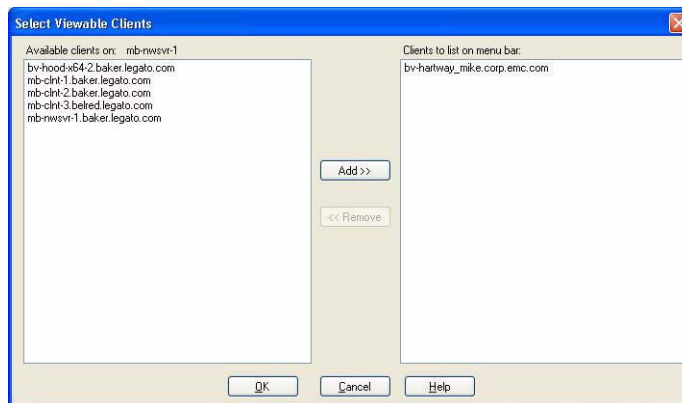 Select Viewable Clients
Available clients on: mb-nwsvr-1
Clients to list on menu bar:
bv-hood-x64-2.baker.legato.com
mb-clnt-1.baker.legato.com
mb-clnt-2.baker.legato.com
mb-clnt-3.belred.legato.com
mb-nwsvr-1.baker.legato.com
bv-hartway_mike.corp.emc.com
Add >>
<< Remove
OK
Cancel
Help